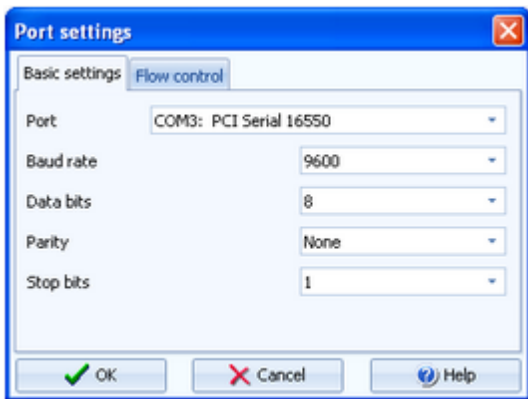 Port settings
Basic settings Flow control
Port COM3: PCI Serial 16550
Baud rate 9600
Data bits 8
Parity None
Stop bits 1
OK Cancel Help